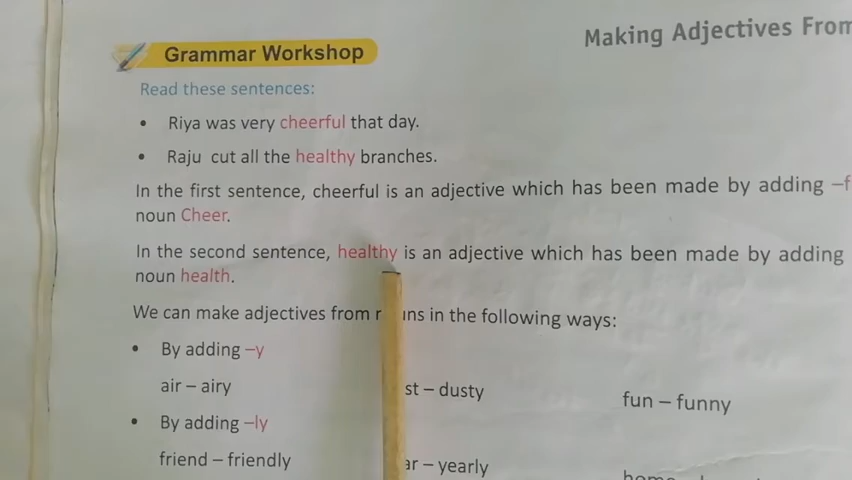 Making Adjectives From
Grammar Workshop
Read these sentences:
• Riya was very cheerful that day.
• Raju cut all the healthy branches.
In the first sentence, cheerful is an adjective which has been made by adding –f
noun Cheer.
In the second sentence, healthy is an adjective which has been made by adding
noun health.
We can make adjectives from in the following ways:
• By adding –y
air – airy st – dusty fun – funny
• By adding –ly
friend – friendly ar – yearly